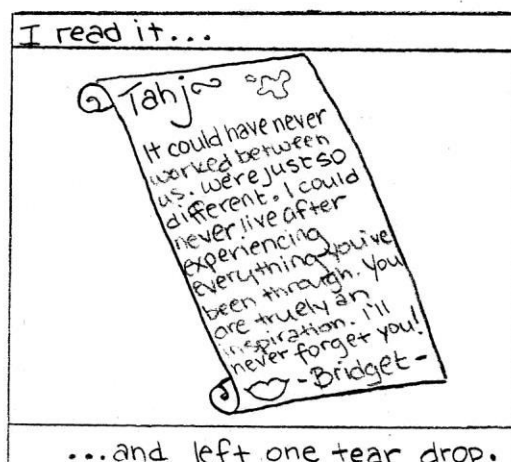 I read it...
Tahj~
It could have never
worked between
us. We're just so
different. I could
never live after
experiencing
everything you've
been through. You
are truely an
inspiration. I'll
never forget you!
-Bridget-
...and left one tear drop.